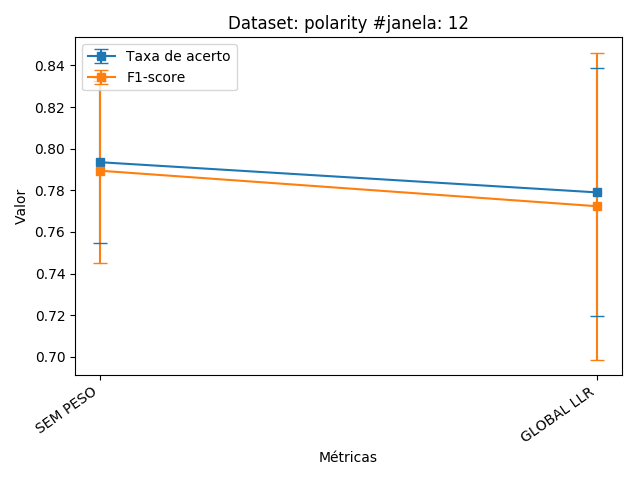 Dataset: polarity #janela: 12
Taxa de acerto
F1-score
0.84
0.82
0.80
0.78
0.76
0.74
0.72
0.70
Valor
SEM PESO
GLOBAL LLR
Métricas